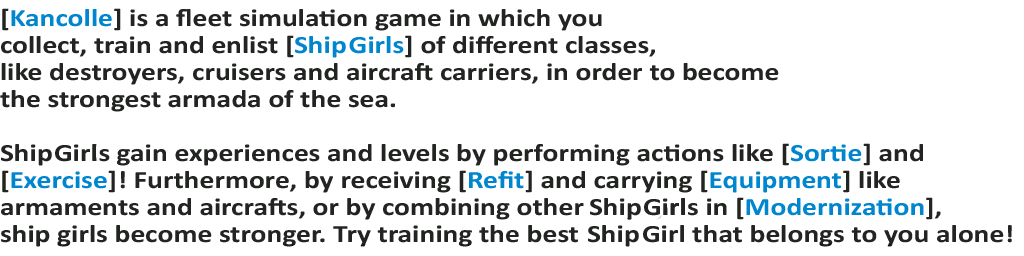 [Kancolle] is a fleet simulation game in which you
collect, train and enlist [ShipGirls] of different classes,
like destroyers, cruisers and aircraft carriers, in order to become
the strongest armada of the sea.
ShipGirls gain experiences and levels by performing actions like [Sortie] and
[Exercise]! Furthermore, by receiving [Refit] and carrying [Equipment] like
armaments and aircrafts, or by combining other ShipGirls in [Modernization],
ship girls become stronger. Try training the best ShipGirl that belongs to you alone!